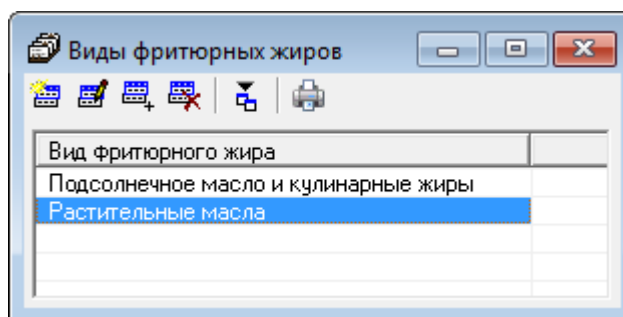 Виды фритюрных жиров
Вид фритюрного жира
Подсолнечное масло и кулинарные жиры
Растительные масла